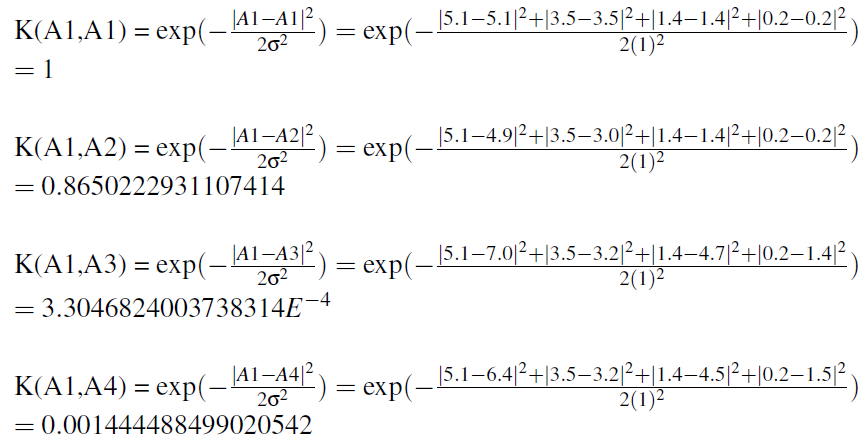 K(A1,A1) = exp(−|A1−A1|²/2σ²) = exp(−|5.1−5.1|²+|3.5−3.5|²+|1.4−1.4|²+|0.2−0.2|²/2(1)²)
= 1
K(A1,A2) = exp(−|A1−A2|²/2σ²) = exp(−|5.1−4.9|²+|3.5−3.0|²+|1.4−1.4|²+|0.2−0.2|²/2(1)²)
= 0.8650222931107414
K(A1,A3) = exp(−|A1−A3|²/2σ²) = exp(−|5.1−7.0|²+|3.5−3.2|²+|1.4−4.7|²+|0.2−1.4|²/2(1)²)
= 3.3046824003738314E⁻⁴
K(A1,A4) = exp(−|A1−A4|²/2σ²) = exp(−|5.1−6.4|²+|3.5−3.2|²+|1.4−4.5|²+|0.2−1.5|²/2(1)²)
= 0.001444488499020542